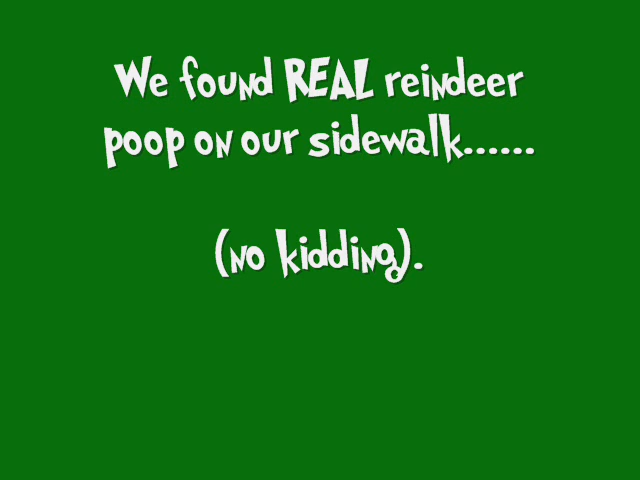 We found REAL reindeer
poop on our sidewalk......
(no kidding).